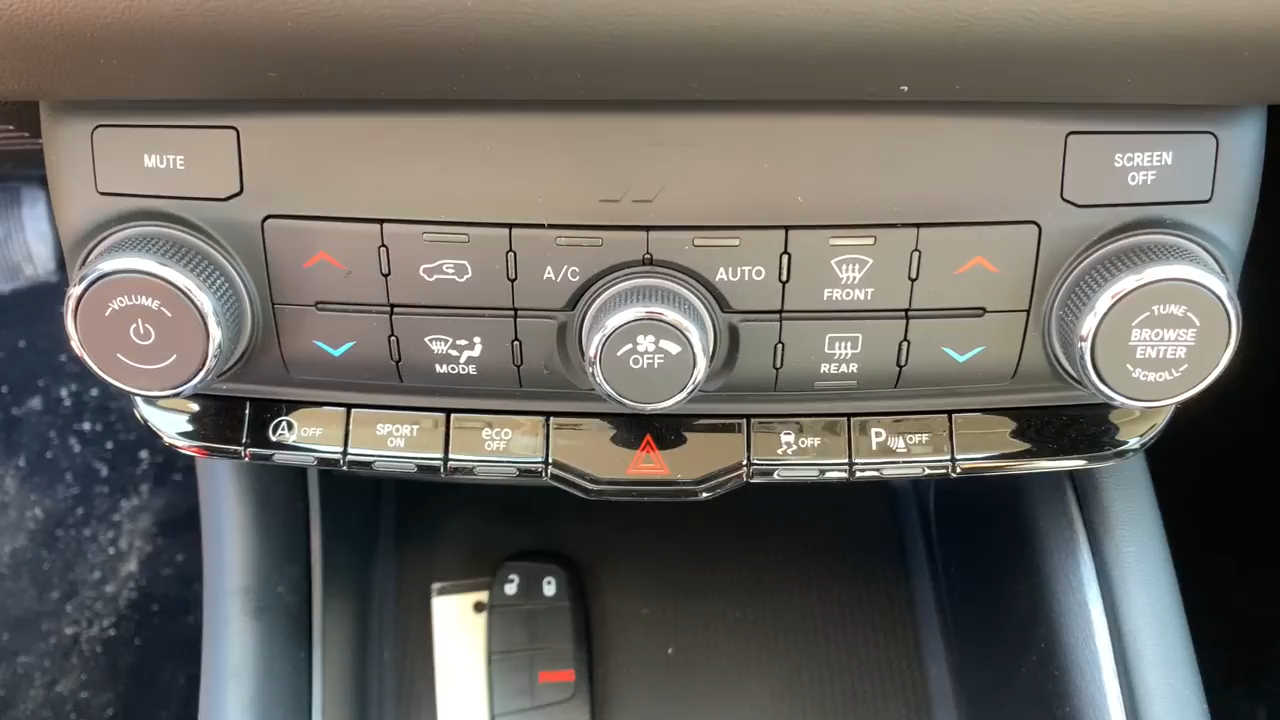 MUTE
SCREEN
OFF
VOLUME
A/C
AUTO
FRONT
MODE
OFF
REAR
TUNE
BROWSE
ENTER
SCROLL
A OFF
SPORT
ON
eco
OFF
OFF
P OFF